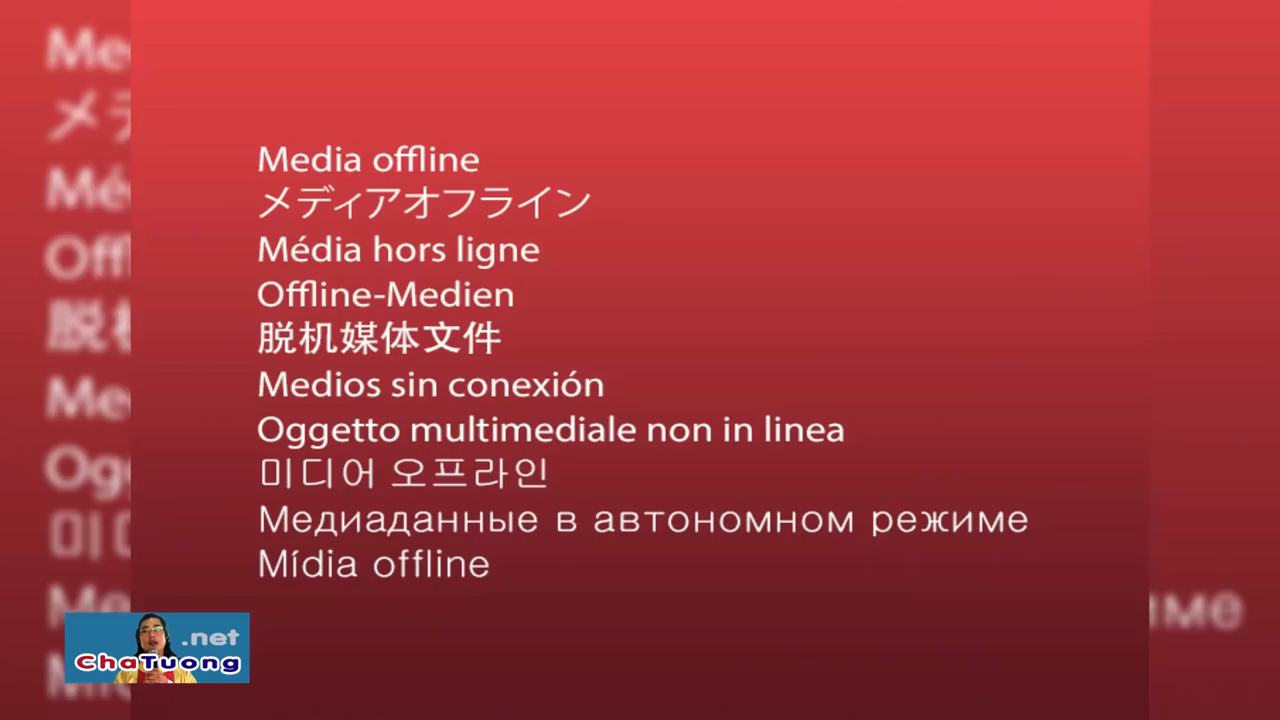 Media offline
メディアオフライン
Média hors ligne
Offline-Medien
脱机媒体文件
Medios sin conexión
Oggetto multimediale non in linea
미디어 오프라인
Медиаданные в автономном режиме
Mídia offline
.net
ChaTuong